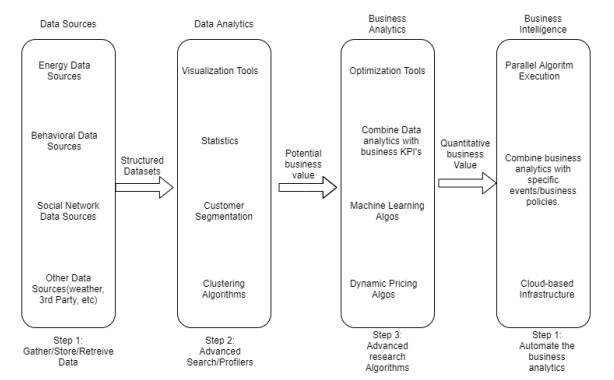 Data Sources
Energy Data
Sources
Behavioral Data
Sources
Social Network
Data Sources
Other Data
Sources(weather,
3rd Party, etc)
Step 1:
Gather/Store/Retreive
Data
Structured
Datasets
Data Analytics
Visualization Tools
Statistics
Customer
Segmentation
Clustering
Algorithms
Step 2:
Advanced
Search/Profilers
Potential
business
value
Business
Analytics
Optimization Tools
Combine Data
analytics with
business KPI's
Machine Learning
Algos
Dynamic Pricing
Algos
Step 3:
Advanced
research
Algorithms
Quantitative
business
Value
Business
Intelligence
Parallel Algoritm
Execution
Combine business
analytics with
specific
events/business
policies.
Cloud-based
Infrastructure
Step 1:
Automate the
business
analytics